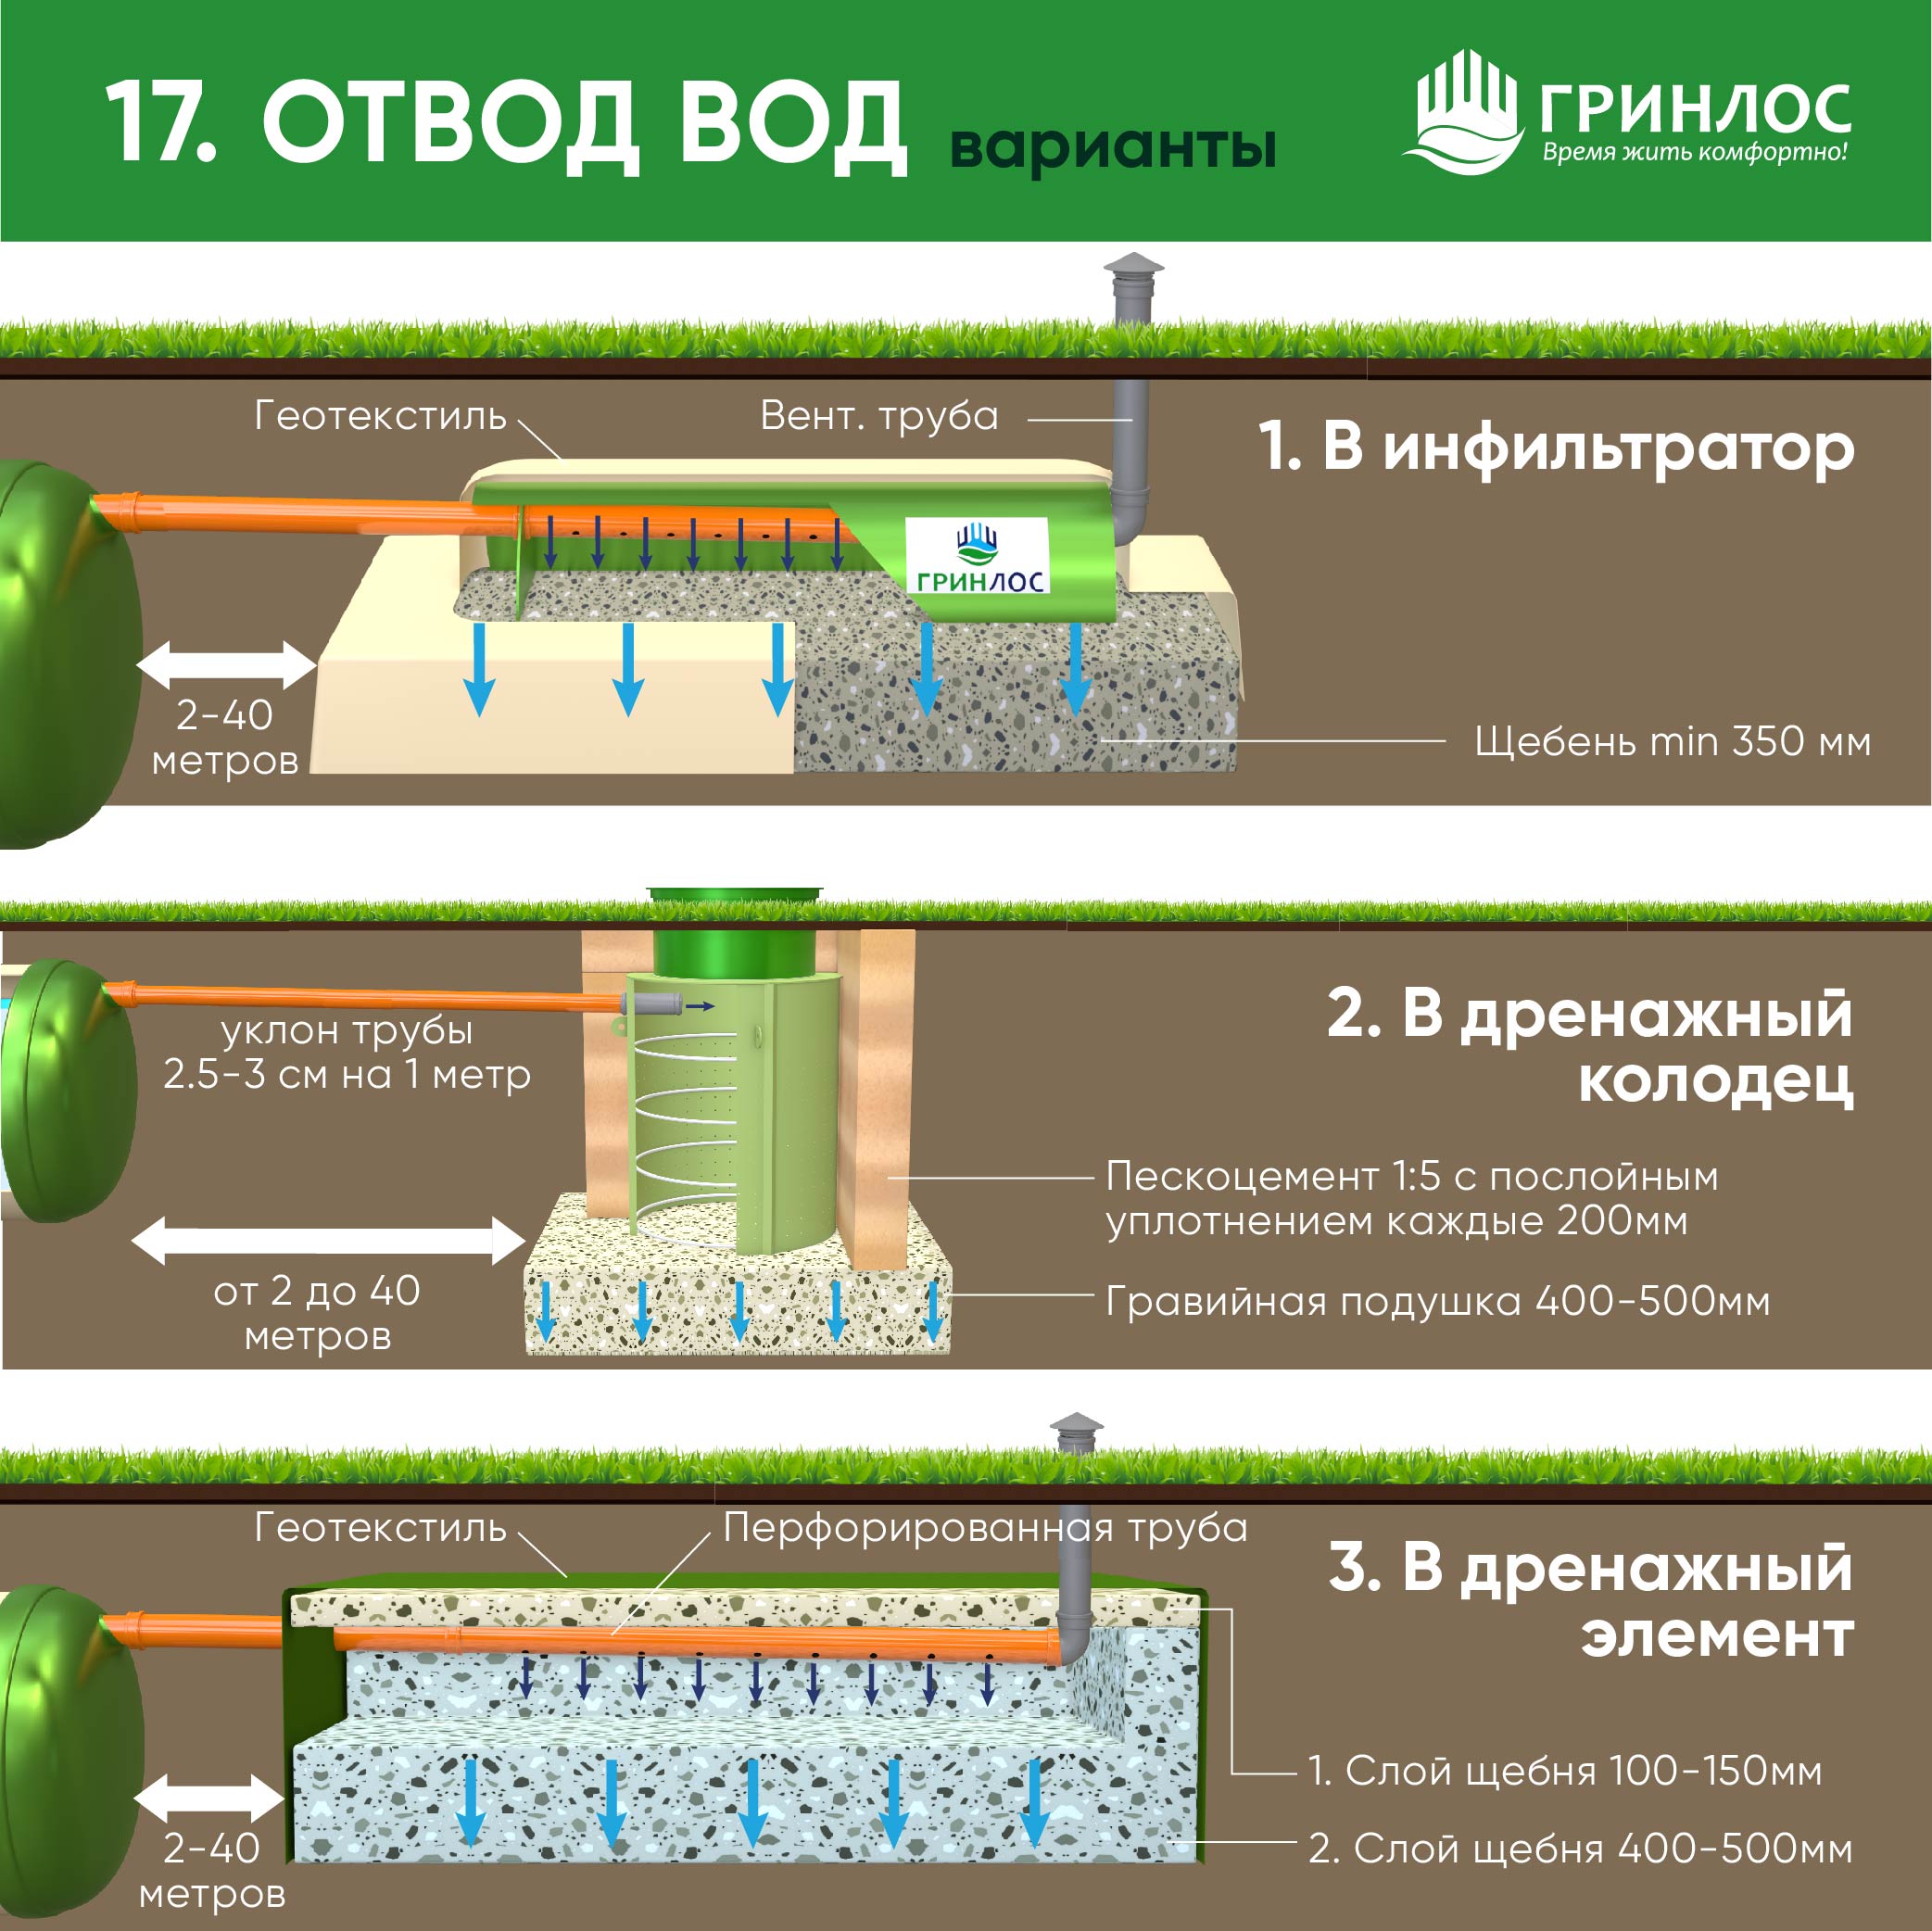 17. ОТВОД ВОД варианты
ГРИНЛОС
Время жить комфортно!
Геотекстиль
Вент. труба
1. В инфильтратор
ГРИНЛОС
2-40
метров
Щебень min 350 мм
уклон трубы
2.5-3 см на 1 метр
2. В дренажный
колодец
Пескоцемент 1:5 с послойным
уплотнением каждые 200мм
от 2 до 40
метров
Гравийная подушка 400-500мм
Геотекстиль
Перфорированная труба
3. В дренажный
элемент
1. Слой щебня 100-150мм
2. Слой щебня 400-500мм
2-40
метров